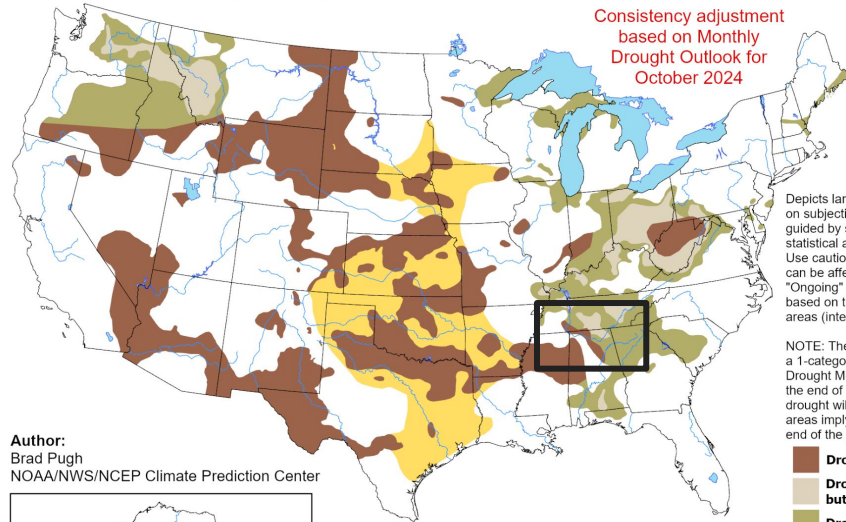 Consistency adjustment
based on Monthly
Drought Outlook for
October 2024
Depicts lar
on subjecti
guided by s
statistical a
Use cautio
can be affe
"Ongoing"
based on t
areas (inte
NOTE: The
a 1-catego
Drought M
the end of
drought wil
areas imply
end of the
Author:
Brad Pugh
NOAA/NWS/NCEP Climate Prediction Center
Dro
Dro
but